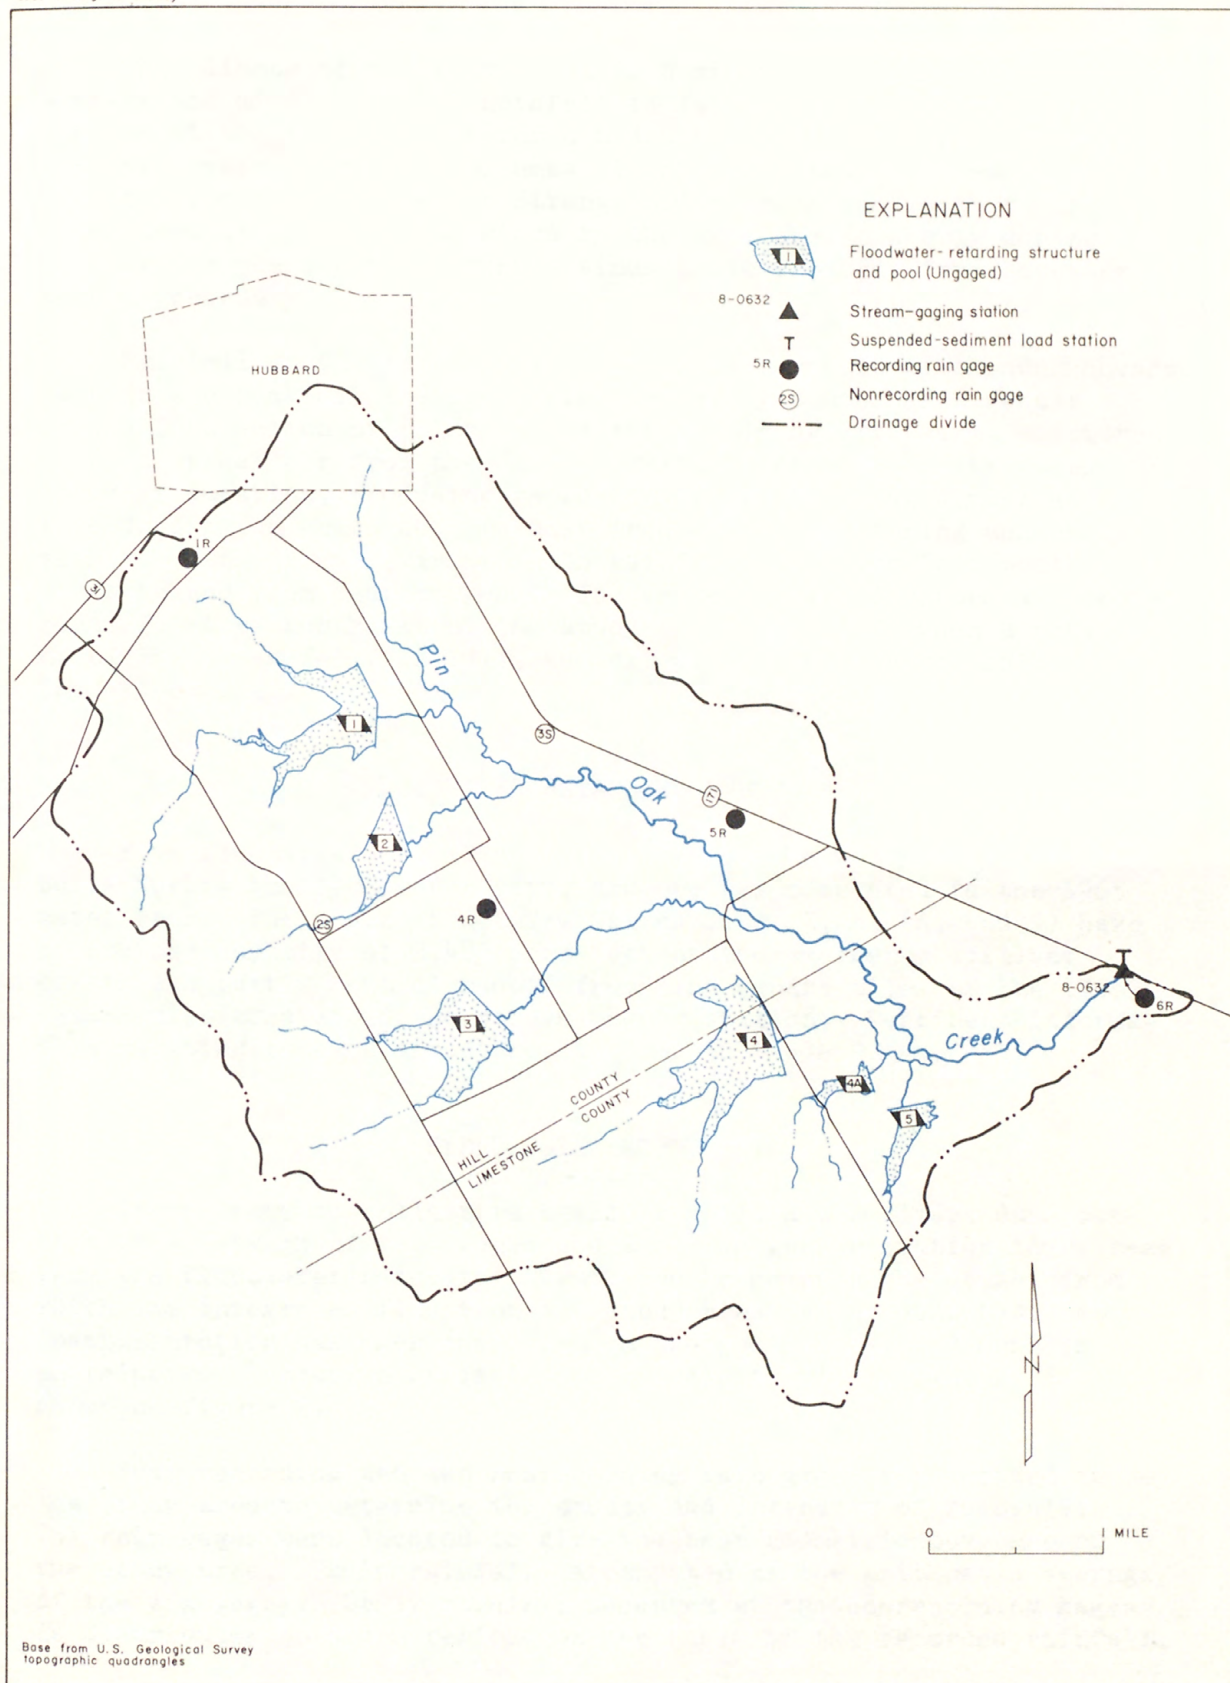 EXPLANATION
1
Floodwater-retarding structure
and pool (Ungaged)
8-0632
Stream-gaging station
T
Suspended-sediment load station
5R
Recording rain gage
2S
Nonrecording rain gage
Drainage divide
HUBBARD
1R
31
Pin
1
3S
Oak
171
5R
2
4R
2S
8-0632
6R
3
4
Creek
4A
5
COUNTY
COUNTY
HILL
LIMESTONE
N
0
1 MILE
Base from U.S. Geological Survey
topographic quadrangles